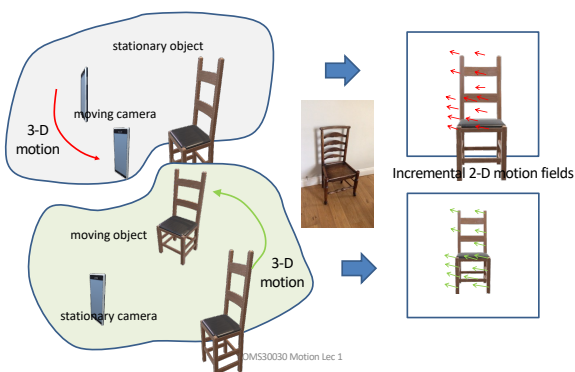 stationary object
moving camera
3-D
motion
Incremental 2-D motion fields
moving object
3-D
motion
stationary camera
OMS30030 Motion Lec 1